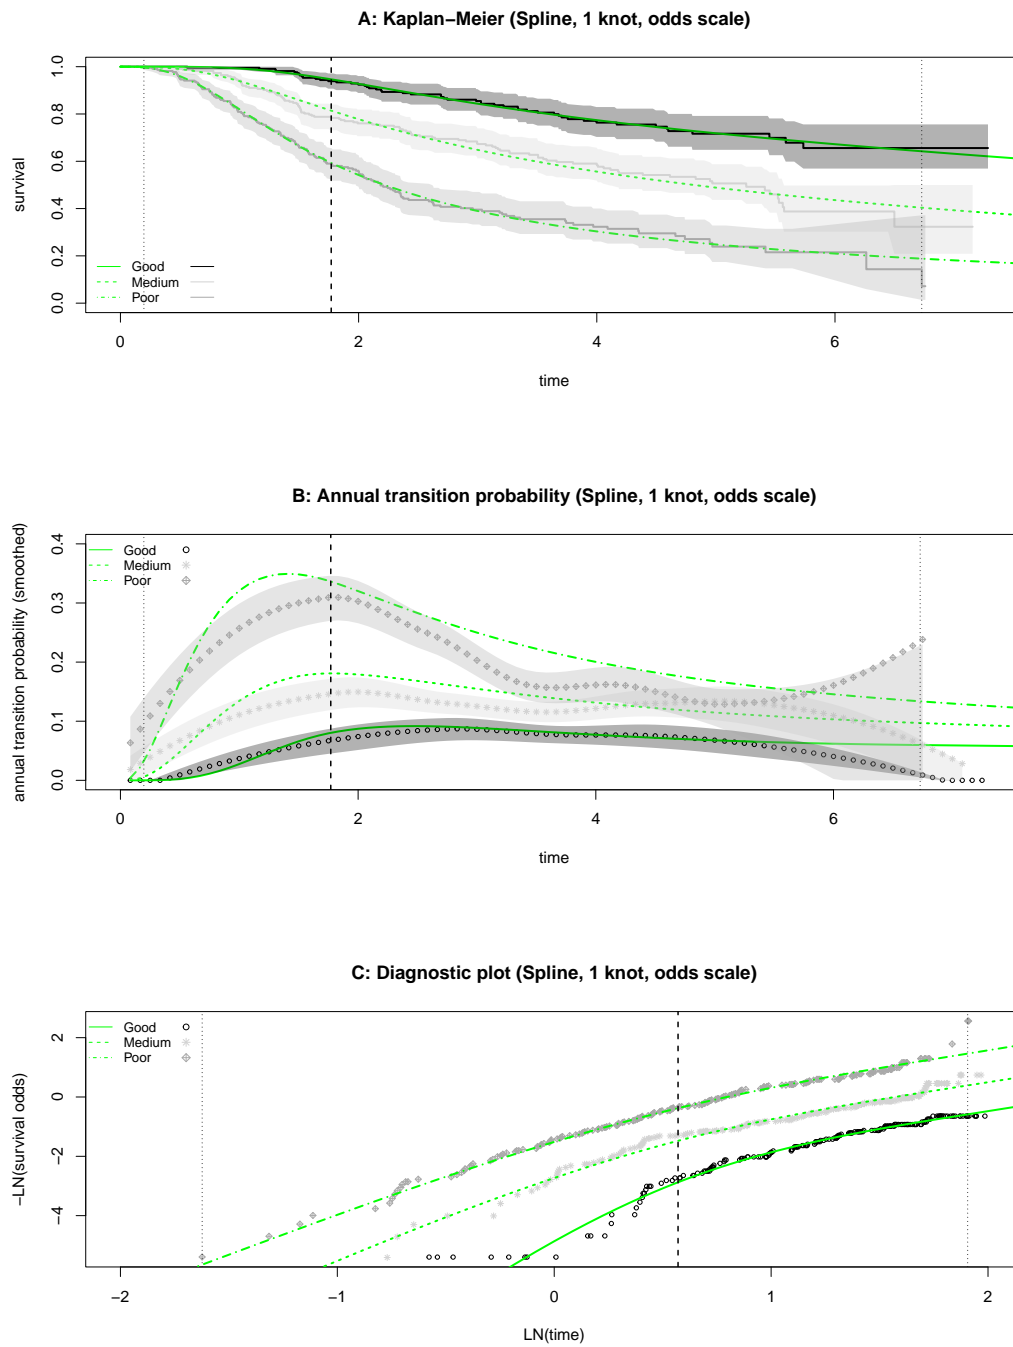 A: Kaplan−Meier (Spline, 1 knot, odds scale)
survival
1.0
0.8
0.6
0.4
0.2
0.0
Good
Medium
Poor
0 2 4 6
time
B: Annual transition probability (Spline, 1 knot, odds scale)
annual transition probability (smoothed)
0.4
0.3
0.2
0.1
0.0
Good
Medium
Poor
0 2 4 6
time
C: Diagnostic plot (Spline, 1 knot, odds scale)
−LN(survival odds)
2
0
−2
−4
Good
Medium
Poor
−2 −1 0 1 2
LN(time)